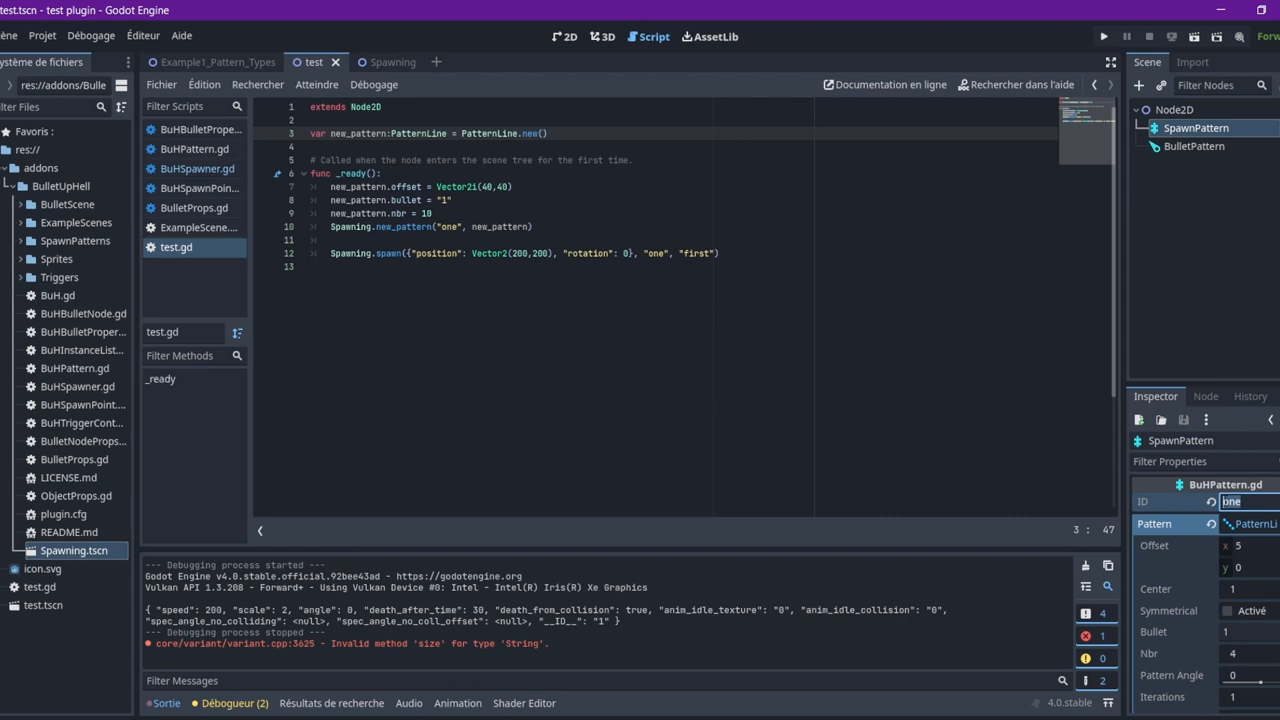 test.tscn - test plugin - Godot Engine
ène Projet Débogage Éditeur Aide
2D 3D Script AssetLib
Forw
ystème de fichiers
Example1_Pattern_Types test Spawning
Scene Import
res://addons/Bulle
Fichier Édition Rechercher Atteindre Débogage
Documentation en ligne Rechercher dans l'aide
Filter Nodes
ilter Files
Filter Scripts
Favoris :
res://
addons
BulletUpHell
BulletScene
ExampleScenes
SpawnPatterns
Sprites
Triggers
BuH.gd
BuHBulletNode.gd
BuHBulletProper...
BuHInstanceList...
BuHPattern.gd
BuHSpawner.gd
BuHSpawnPoint....
BuHTriggerCont...
BulletNodeProps...
BulletProps.gd
LICENSE.md
ObjectProps.gd
plugin.cfg
README.md
Spawning.tscn
icon.svg
test.gd
test.tscn
BuHBulletPrope...
BuHPattern.gd
BuHSpawner.gd
BuHSpawnPoin...
BulletProps.gd
ExampleScene....
test.gd
test.gd
Filter Methods
_ready
1 extends Node2D
2
3 var new_pattern:PatternLine = PatternLine.new()
4
5 # Called when the node enters the scene tree for the first time.
6 func _ready():
7 new_pattern.offset = Vector2i(40,40)
8 new_pattern.bullet = "1"
9 new_pattern.nbr = 10
10 Spawning.new_pattern("one", new_pattern)
11
12 Spawning.spawn({"position": Vector2(200,200), "rotation": 0}, "one", "first")
13
3 : 47
Node2D
SpawnPattern
BulletPattern
Inspector Node History
SpawnPattern
Filter Properties
BuHPattern.gd
ID one
Pattern PatternLi
Offset x 5
y 0
Center 1
Symmetrical Activé
Bullet 1
Nbr 4
Pattern Angle 0
Iterations 1
--- Debugging process started ---
Godot Engine v4.0.stable.official.92bee43ad - https://godotengine.org
Vulkan API 1.3.208 - Forward+ - Using Vulkan Device #0: Intel - Intel(R) Iris(R) Xe Graphics
{ "speed": 200, "scale": 2, "angle": 0, "death_after_time": 30, "death_from_collision": true, "anim_idle_texture": "0", "anim_idle_collision": "0",
"spec_angle_no_colliding": <null>, "spec_angle_no_coll_offset": <null>, "__ID__": "1" }
--- Debugging process stopped ---
core/variant/variant.cpp:3625 - Invalid method 'size' for type 'String'.
4
1
0
2
Filter Messages
Sortie Débogueur (2) Résultats de recherche Audio Animation Shader Editor
4.0.stable